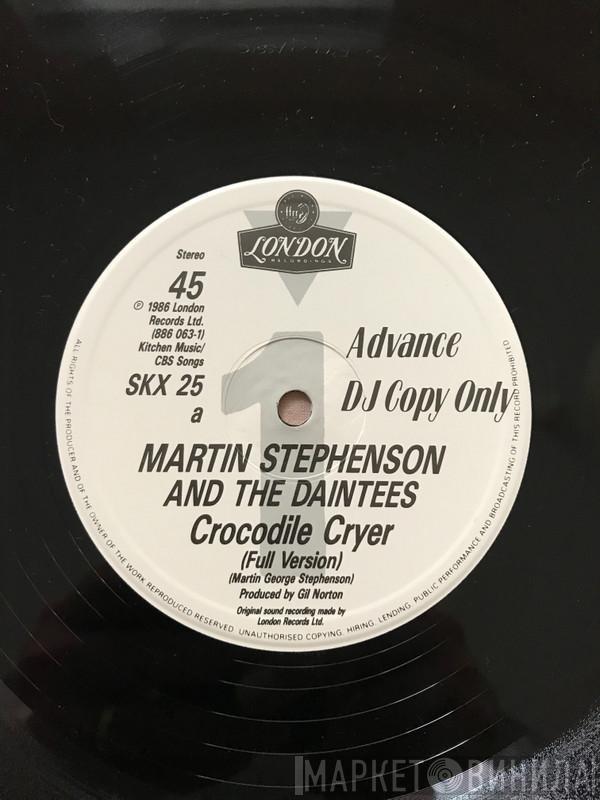 LONDON
RECORDINGS
Stereo
45
℗ 1986 London
Records Ltd.
(886 063-1)
Kitchen Music/
CBS Songs
SKX 25
a
Advance
DJ Copy Only
1
MARTIN STEPHENSON
AND THE DAINTEES
Crocodile Cryer
(Full Version)
(Martin George Stephenson)
Produced by Gil Norton
Original sound recording made by
London Records Ltd.
ALL RIGHTS OF THE PRODUCER AND OF THE OWNER OF THE WORK REPRODUCED RESERVED. UNAUTHORISED COPYING. HIRING. LENDING. PUBLIC PERFORMANCE AND BROADCASTING OF THIS RECORD PROHIBITED
МАРКЕТ ВИНИЛА